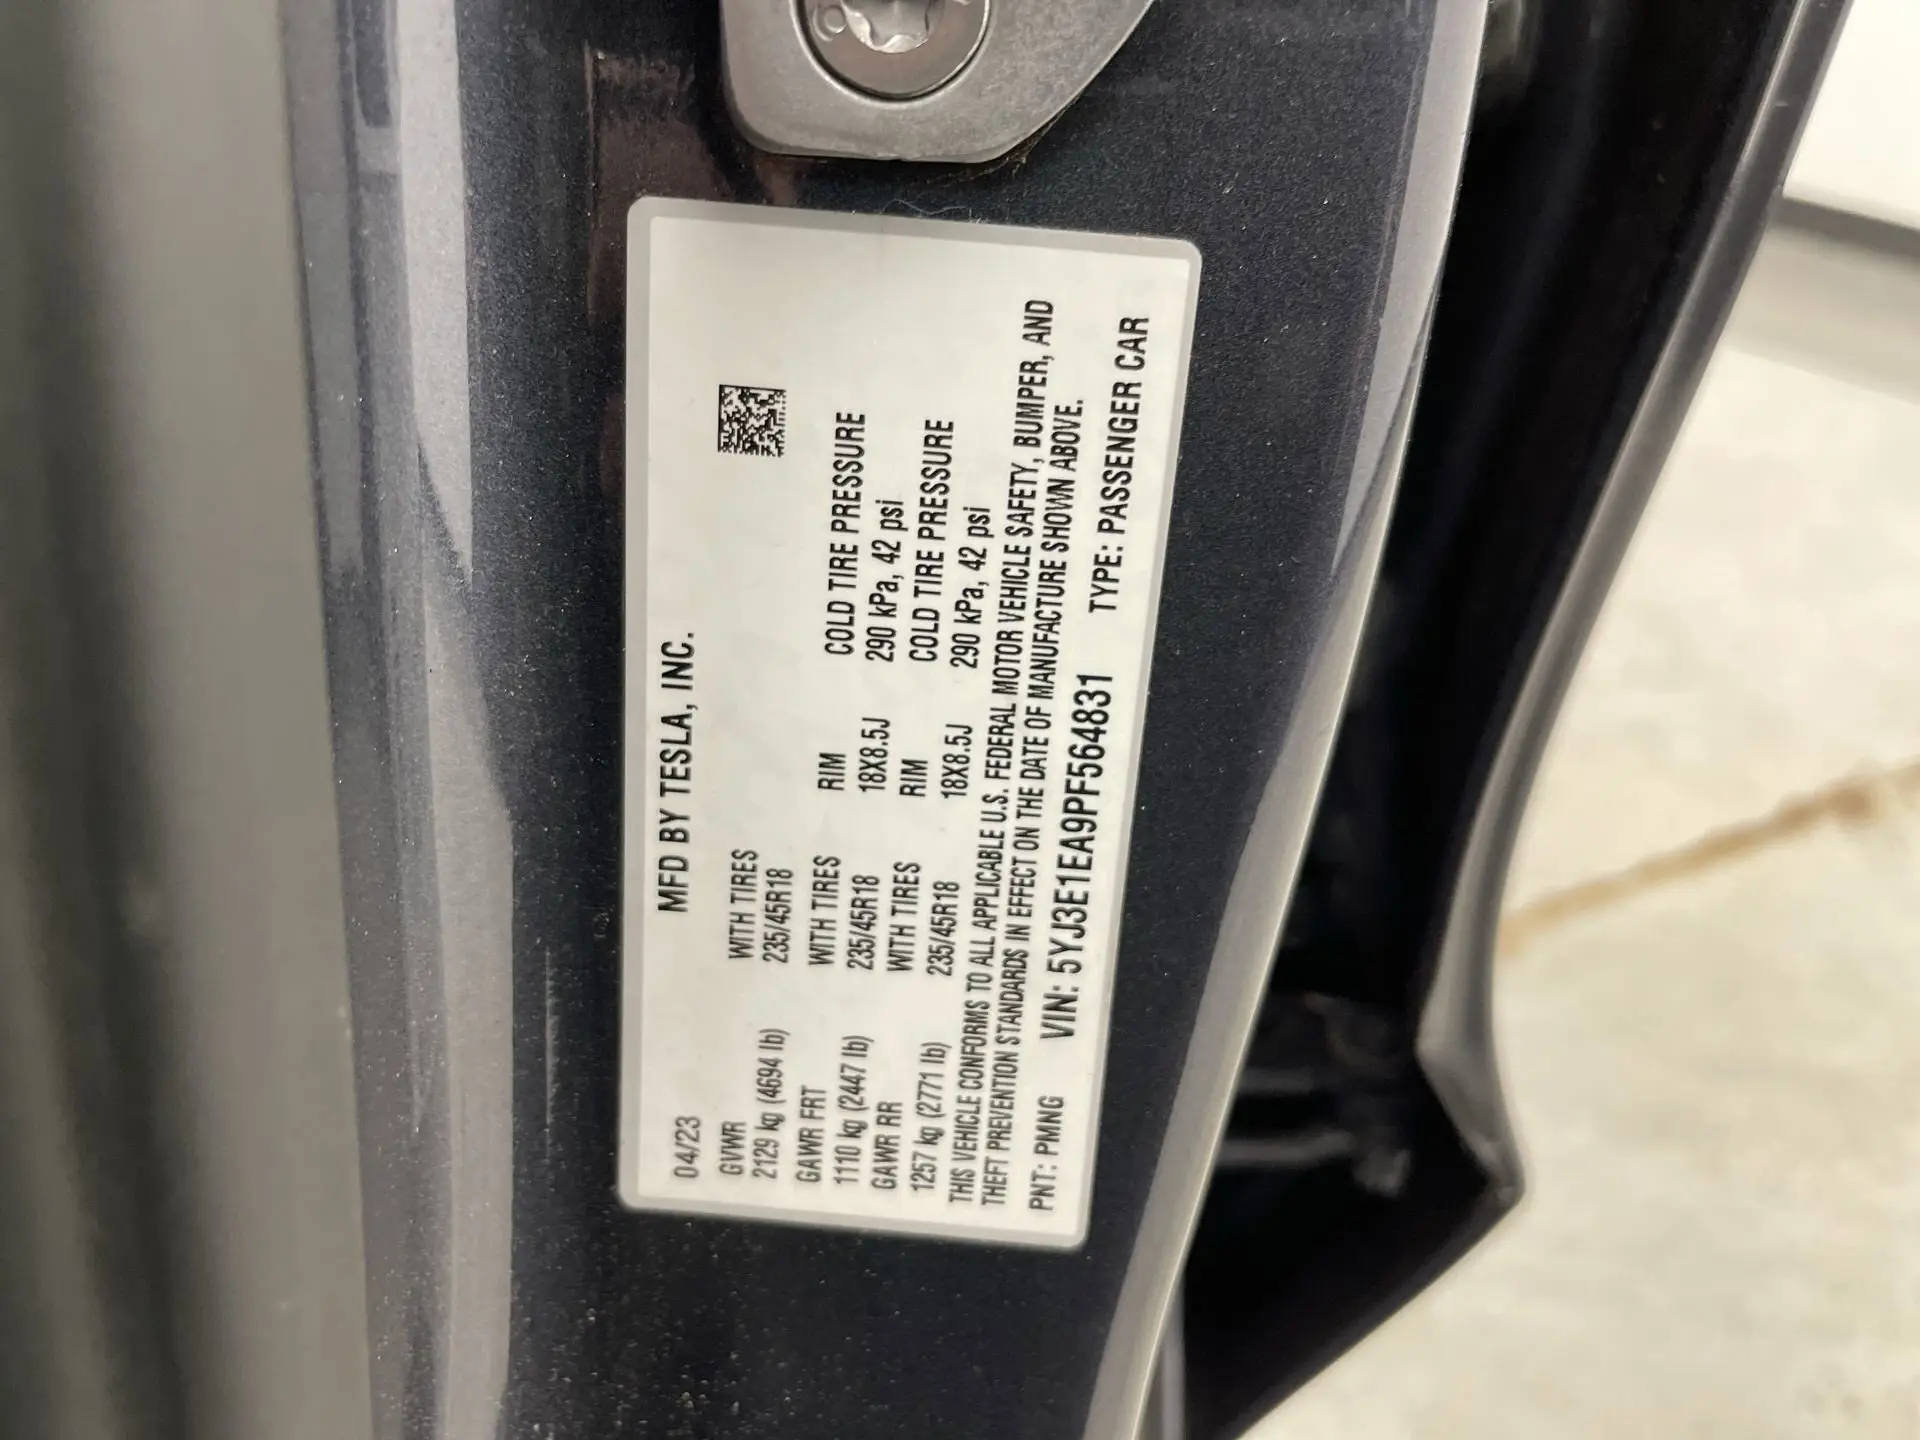 MFD BY TESLA, INC.
04/23
GVWR WITH TIRES
2129 kg (4694 lb) 235/45R18
GAWR FRT WITH TIRES RIM COLD TIRE PRESSURE
1110 kg (2447 lb) 235/45R18 18X8.5J 290 kPa, 42 psi
GAWR RR WITH TIRES RIM COLD TIRE PRESSURE
1257 kg (2771 lb) 235/45R18 18X8.5J 290 kPa, 42 psi
THIS VEHICLE CONFORMS TO ALL APPLICABLE U.S. FEDERAL MOTOR VEHICLE SAFETY, BUMPER, AND
THEFT PREVENTION STANDARDS IN EFFECT ON THE DATE OF MANUFACTURE SHOWN ABOVE.
PNT: PMNG VIN: 5YJ3E1EA9PF564831 TYPE: PASSENGER CAR